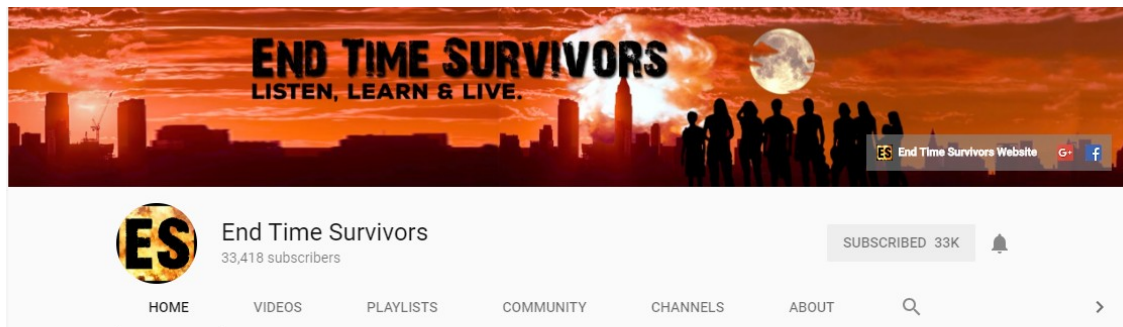 END TIME SURVIVORS
LISTEN, LEARN & LIVE.
ES End Time Survivors Website G+ f
ES
End Time Survivors
33,418 subscribers
SUBSCRIBED 33K
HOME VIDEOS PLAYLISTS COMMUNITY CHANNELS ABOUT